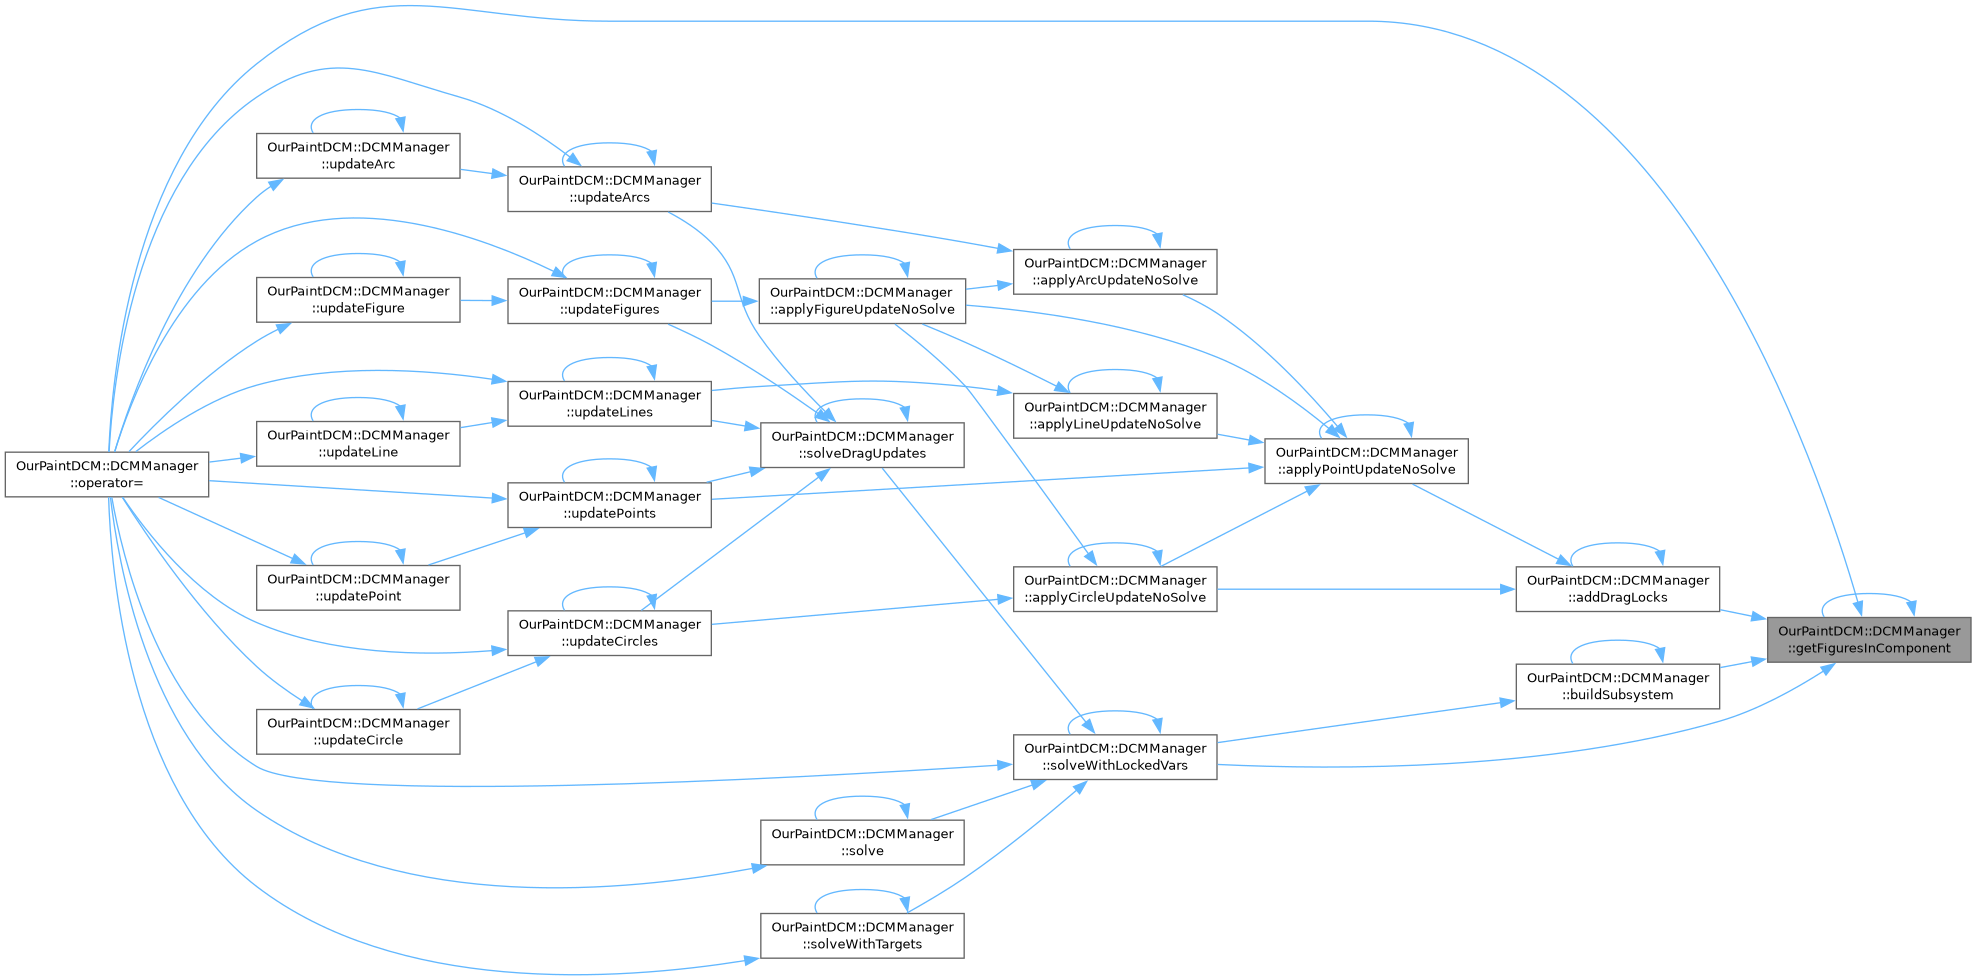 OurPaintDCM::DCMManager
::updateArc
OurPaintDCM::DCMManager
::updateArcs
OurPaintDCM::DCMManager
::applyArcUpdateNoSolve
OurPaintDCM::DCMManager
::updateFigure
OurPaintDCM::DCMManager
::updateFigures
OurPaintDCM::DCMManager
::applyFigureUpdateNoSolve
OurPaintDCM::DCMManager
::updateLines
OurPaintDCM::DCMManager
::applyLineUpdateNoSolve
OurPaintDCM::DCMManager
::updateLine
OurPaintDCM::DCMManager
::solveDragUpdates
OurPaintDCM::DCMManager
::applyPointUpdateNoSolve
OurPaintDCM::DCMManager
::operator=
OurPaintDCM::DCMManager
::updatePoints
OurPaintDCM::DCMManager
::updatePoint
OurPaintDCM::DCMManager
::applyCircleUpdateNoSolve
OurPaintDCM::DCMManager
::addDragLocks
OurPaintDCM::DCMManager
::updateCircles
OurPaintDCM::DCMManager
::getFiguresInComponent
OurPaintDCM::DCMManager
::buildSubsystem
OurPaintDCM::DCMManager
::updateCircle
OurPaintDCM::DCMManager
::solveWithLockedVars
OurPaintDCM::DCMManager
::solve
OurPaintDCM::DCMManager
::solveWithTargets